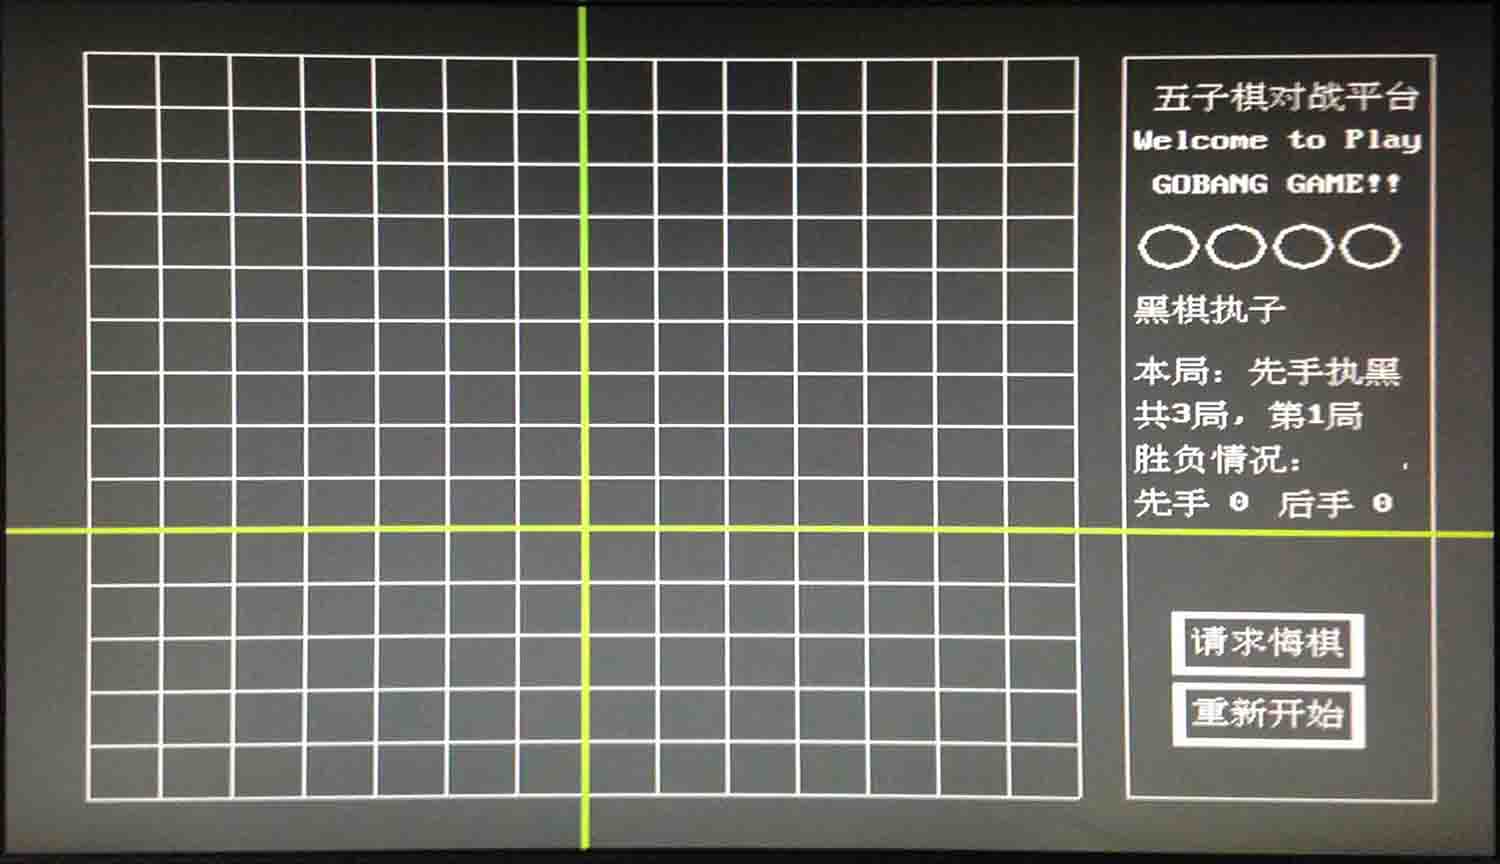 五子棋对战平台
Welcome to Play
GOBANG GAME!!
黑棋执子
本局: 先手执黑
共3局, 第1局
胜负情况:
先手 0 后手 0
请求悔棋
重新开始